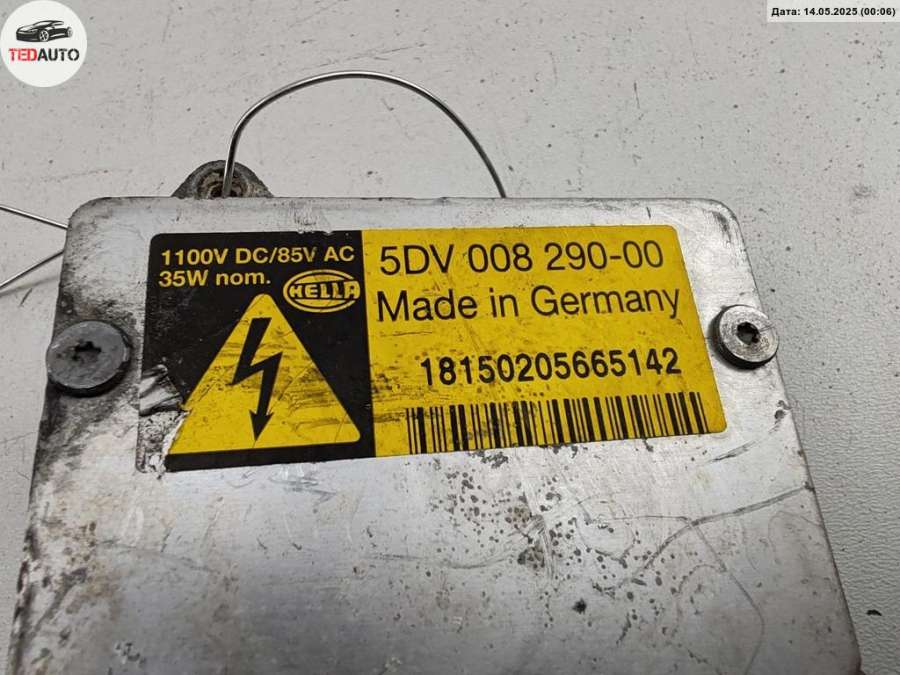 TEDAUTO
Дата: 14.05.2025 (00:06)
1100V DC/85V AC
35W nom.
HELLA
5DV 008 290-00
Made in Germany
18150205665142